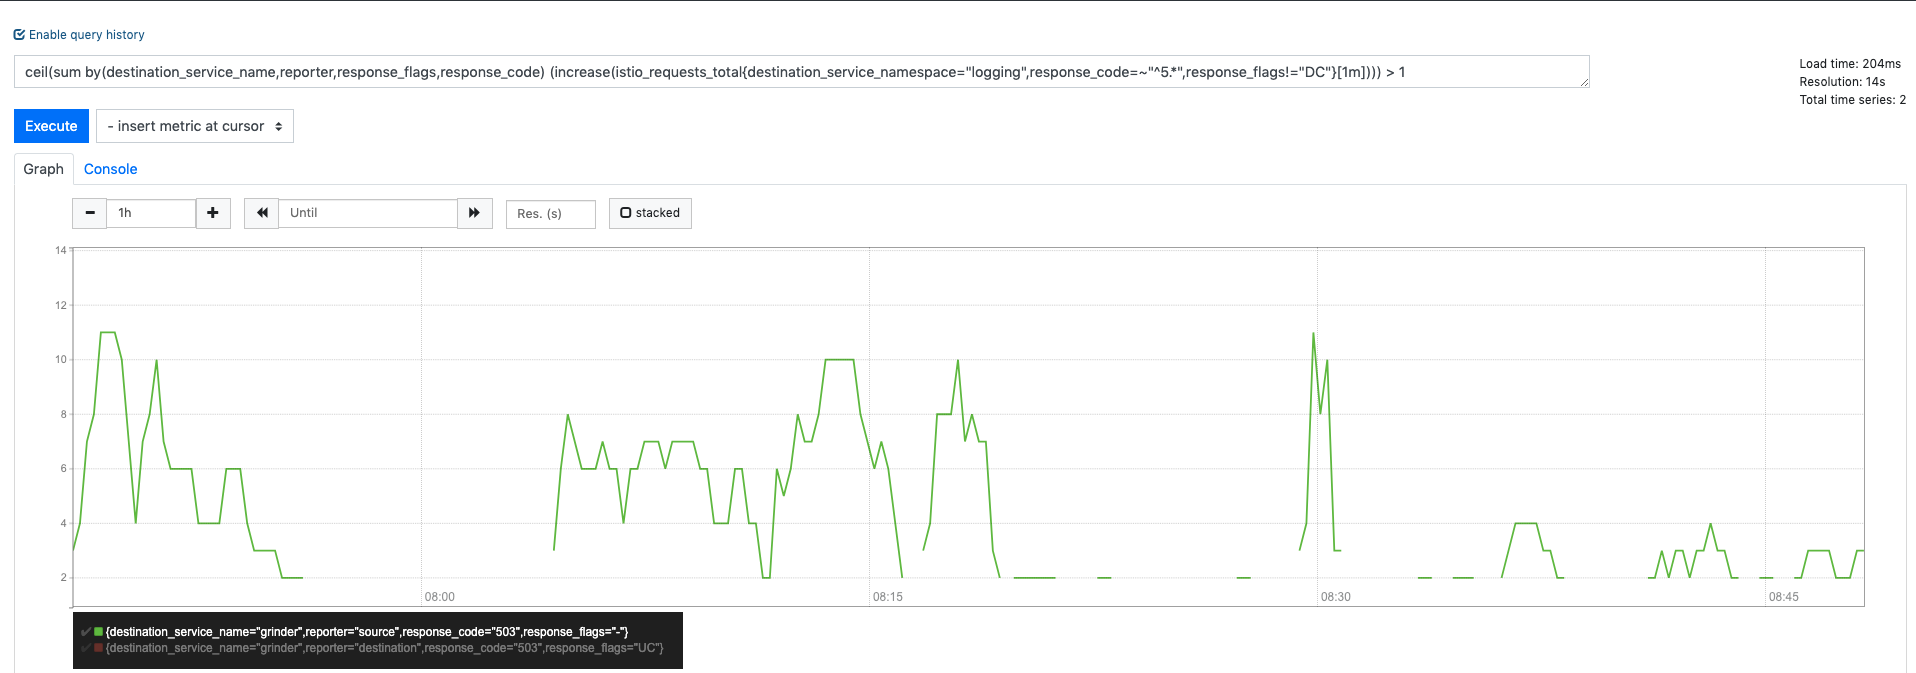 Enable query history
ceil(sum by(destination_service_name,reporter,response_flags,response_code) (increase(istio_requests_total{destination_service_namespace="logging",response_code=~"^5.*",response_flags!="DC"}[1m]))) > 1
Load time: 204ms
Resolution: 14s
Total time series: 2
Execute
- insert metric at cursor
Graph Console
1h Until Res. (s) stacked
14
12
10
8
6
4
2
08:00 08:15 08:30 08:45
{destination_service_name="grinder",reporter="source",response_code="503",response_flags="-"}
{destination_service_name="grinder",reporter="destination",response_code="503",response_flags="UC"}